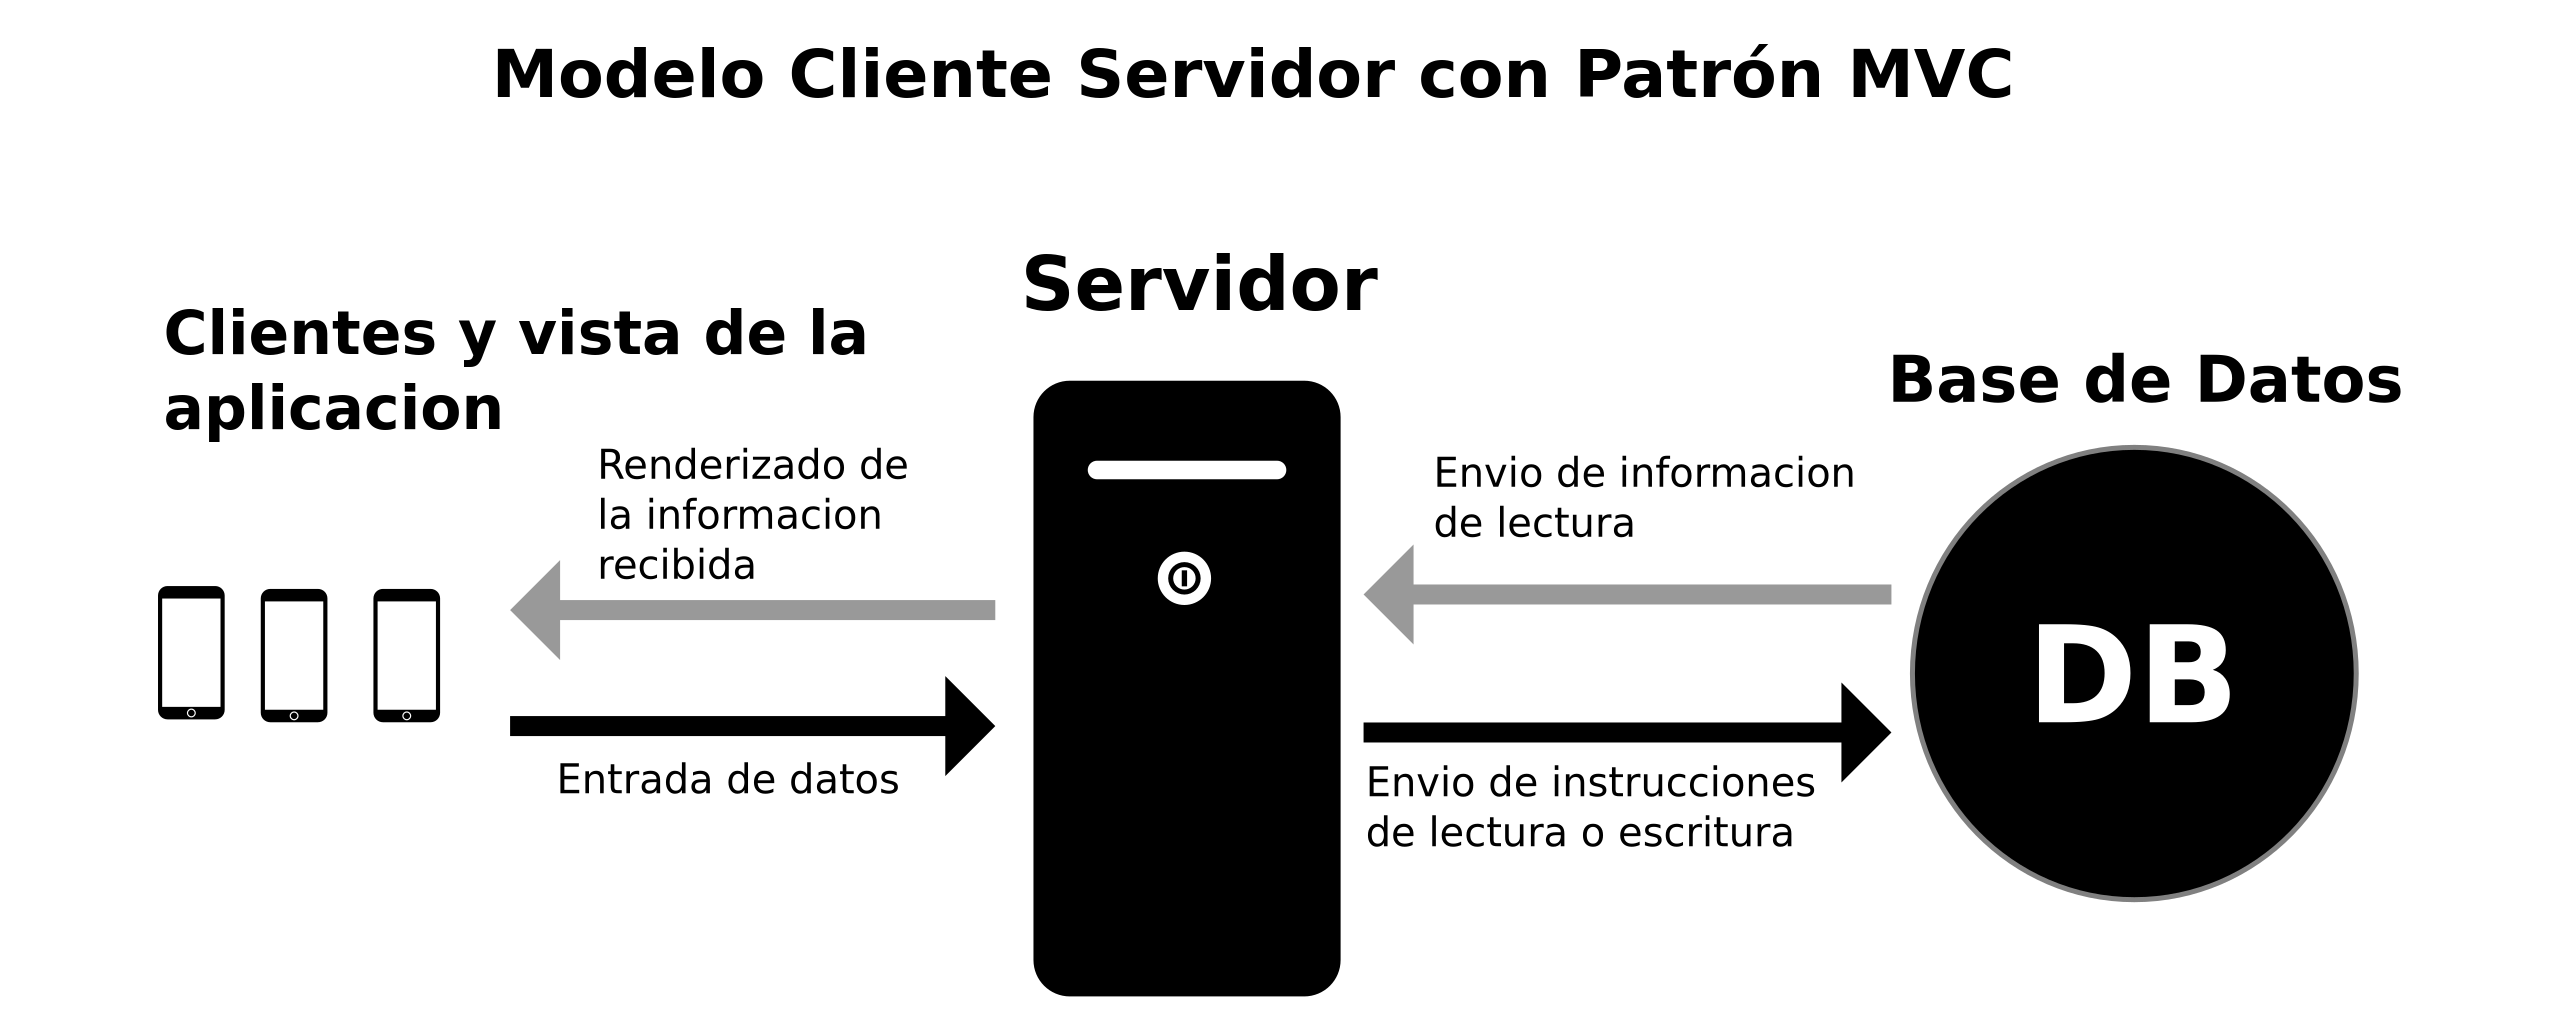 Modelo Cliente Servidor con Patrón MVC
Servidor
Clientes y vista de la
aplicacion
Base de Datos
Renderizado de
la informacion
recibida
Envio de informacion
de lectura
DB
Entrada de datos
Envio de instrucciones
de lectura o escritura